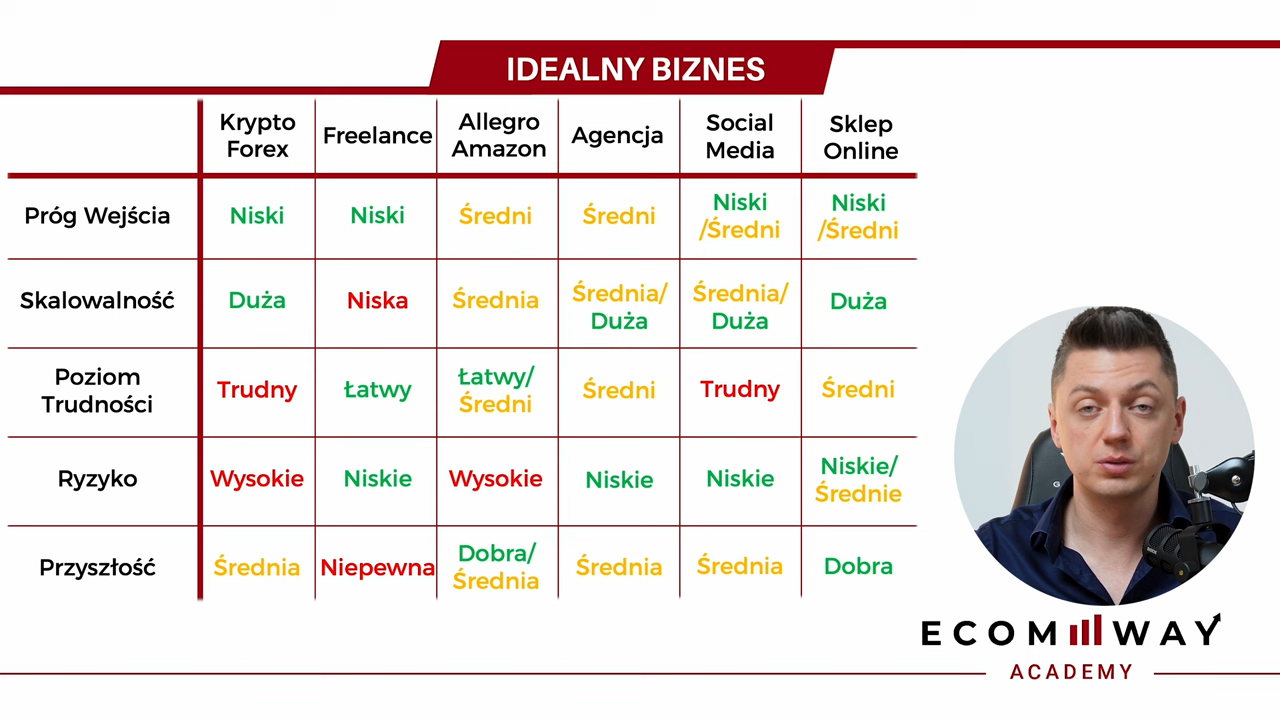 IDEALNY BIZNES
Krypto
Forex
Freelance
Allegro
Amazon
Agencja
Social
Media
Sklep
Online
Próg Wejścia
Niski
Niski
Średni
Średni
Niski
/Średni
Niski
/Średni
Skalowalność
Duża
Niska
Średnia
Średnia/
Duża
Średnia/
Duża
Duża
Poziom
Trudności
Trudny
Łatwy
Łatwy/
Średni
Średni
Trudny
Średni
Ryzyko
Wysokie
Niskie
Wysokie
Niskie
Niskie
Niskie/
Średnie
Przyszłość
Średnia
Niepewna
Dobra/
Średnia
Średnia
Średnia
Dobra
ECOM WAY
ACADEMY